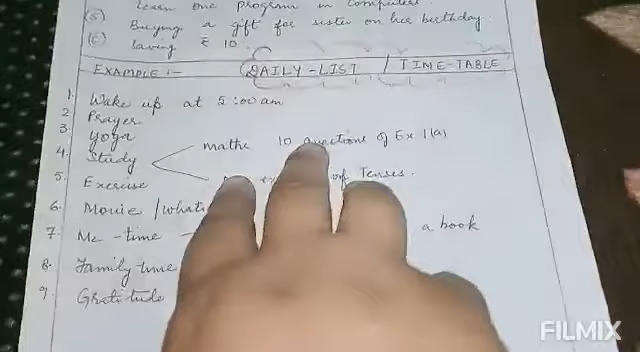 Learn one program in Computer
(B) Buying a gift for sister on her birthday.
(C) Saving ₹ 10.
EXAMPLE :- DAILY-LIST / TIME-TABLE
1. Wake up at 5:00 am
2. Prayer
3. Yoga
4. Study maths 10 questions of Ex 1(a)
of Tenses.
5. Exercise
6. Movie /
7. Me-time - a book
8. Family time
9. Gratitude
FILMIX